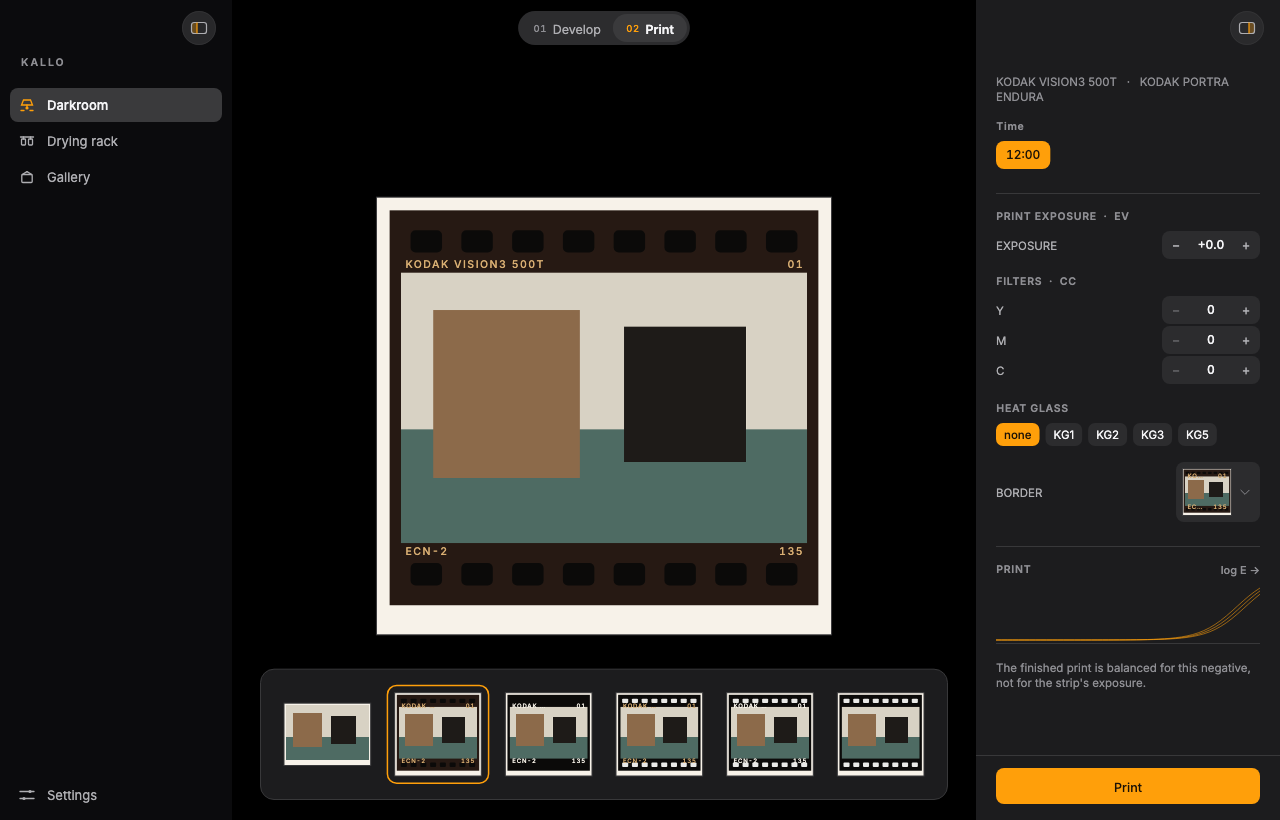 KALLO
Darkroom
Drying rack
Gallery
Settings
01 Develop
02 Print
KODAK VISION3 500T 01
ECN-2 135
KODAK 01
ECN-2 135
KODAK 01
ECN-2 135
KODAK 01
ECN-2 135
KODAK 01
ECN-2 135
KODAK VISION3 500T · KODAK PORTRA
ENDURA
Time
12:00
PRINT EXPOSURE · EV
EXPOSURE − +0.0 +
FILTERS · CC
Y − 0 +
M − 0 +
C − 0 +
HEAT GLASS
none KG1 KG2 KG3 KG5
BORDER
KO 01
EC... 135
PRINT log E →
The finished print is balanced for this negative,
not for the strip's exposure.
Print